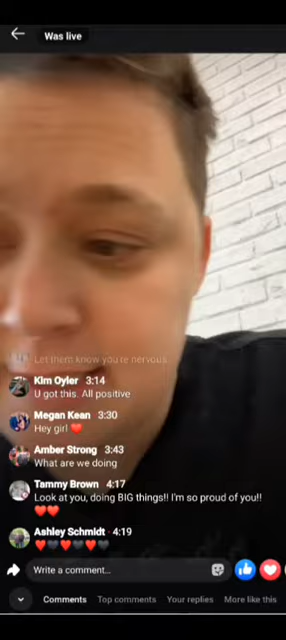 Was live
Let them know you're nervous
Kim Oyler 3:14
U got this. All positive
Megan Kean 3:30
Hey girl ❤️
Amber Strong 3:43
What are we doing
Tammy Brown 4:17
Look at you, doing BIG things!! I'm so proud of you!!
❤️❤️
Ashley Schmidt · 4:19
❤️🖤❤️🖤❤️🖤
Write a comment...
Comments Top comments Your replies More like this